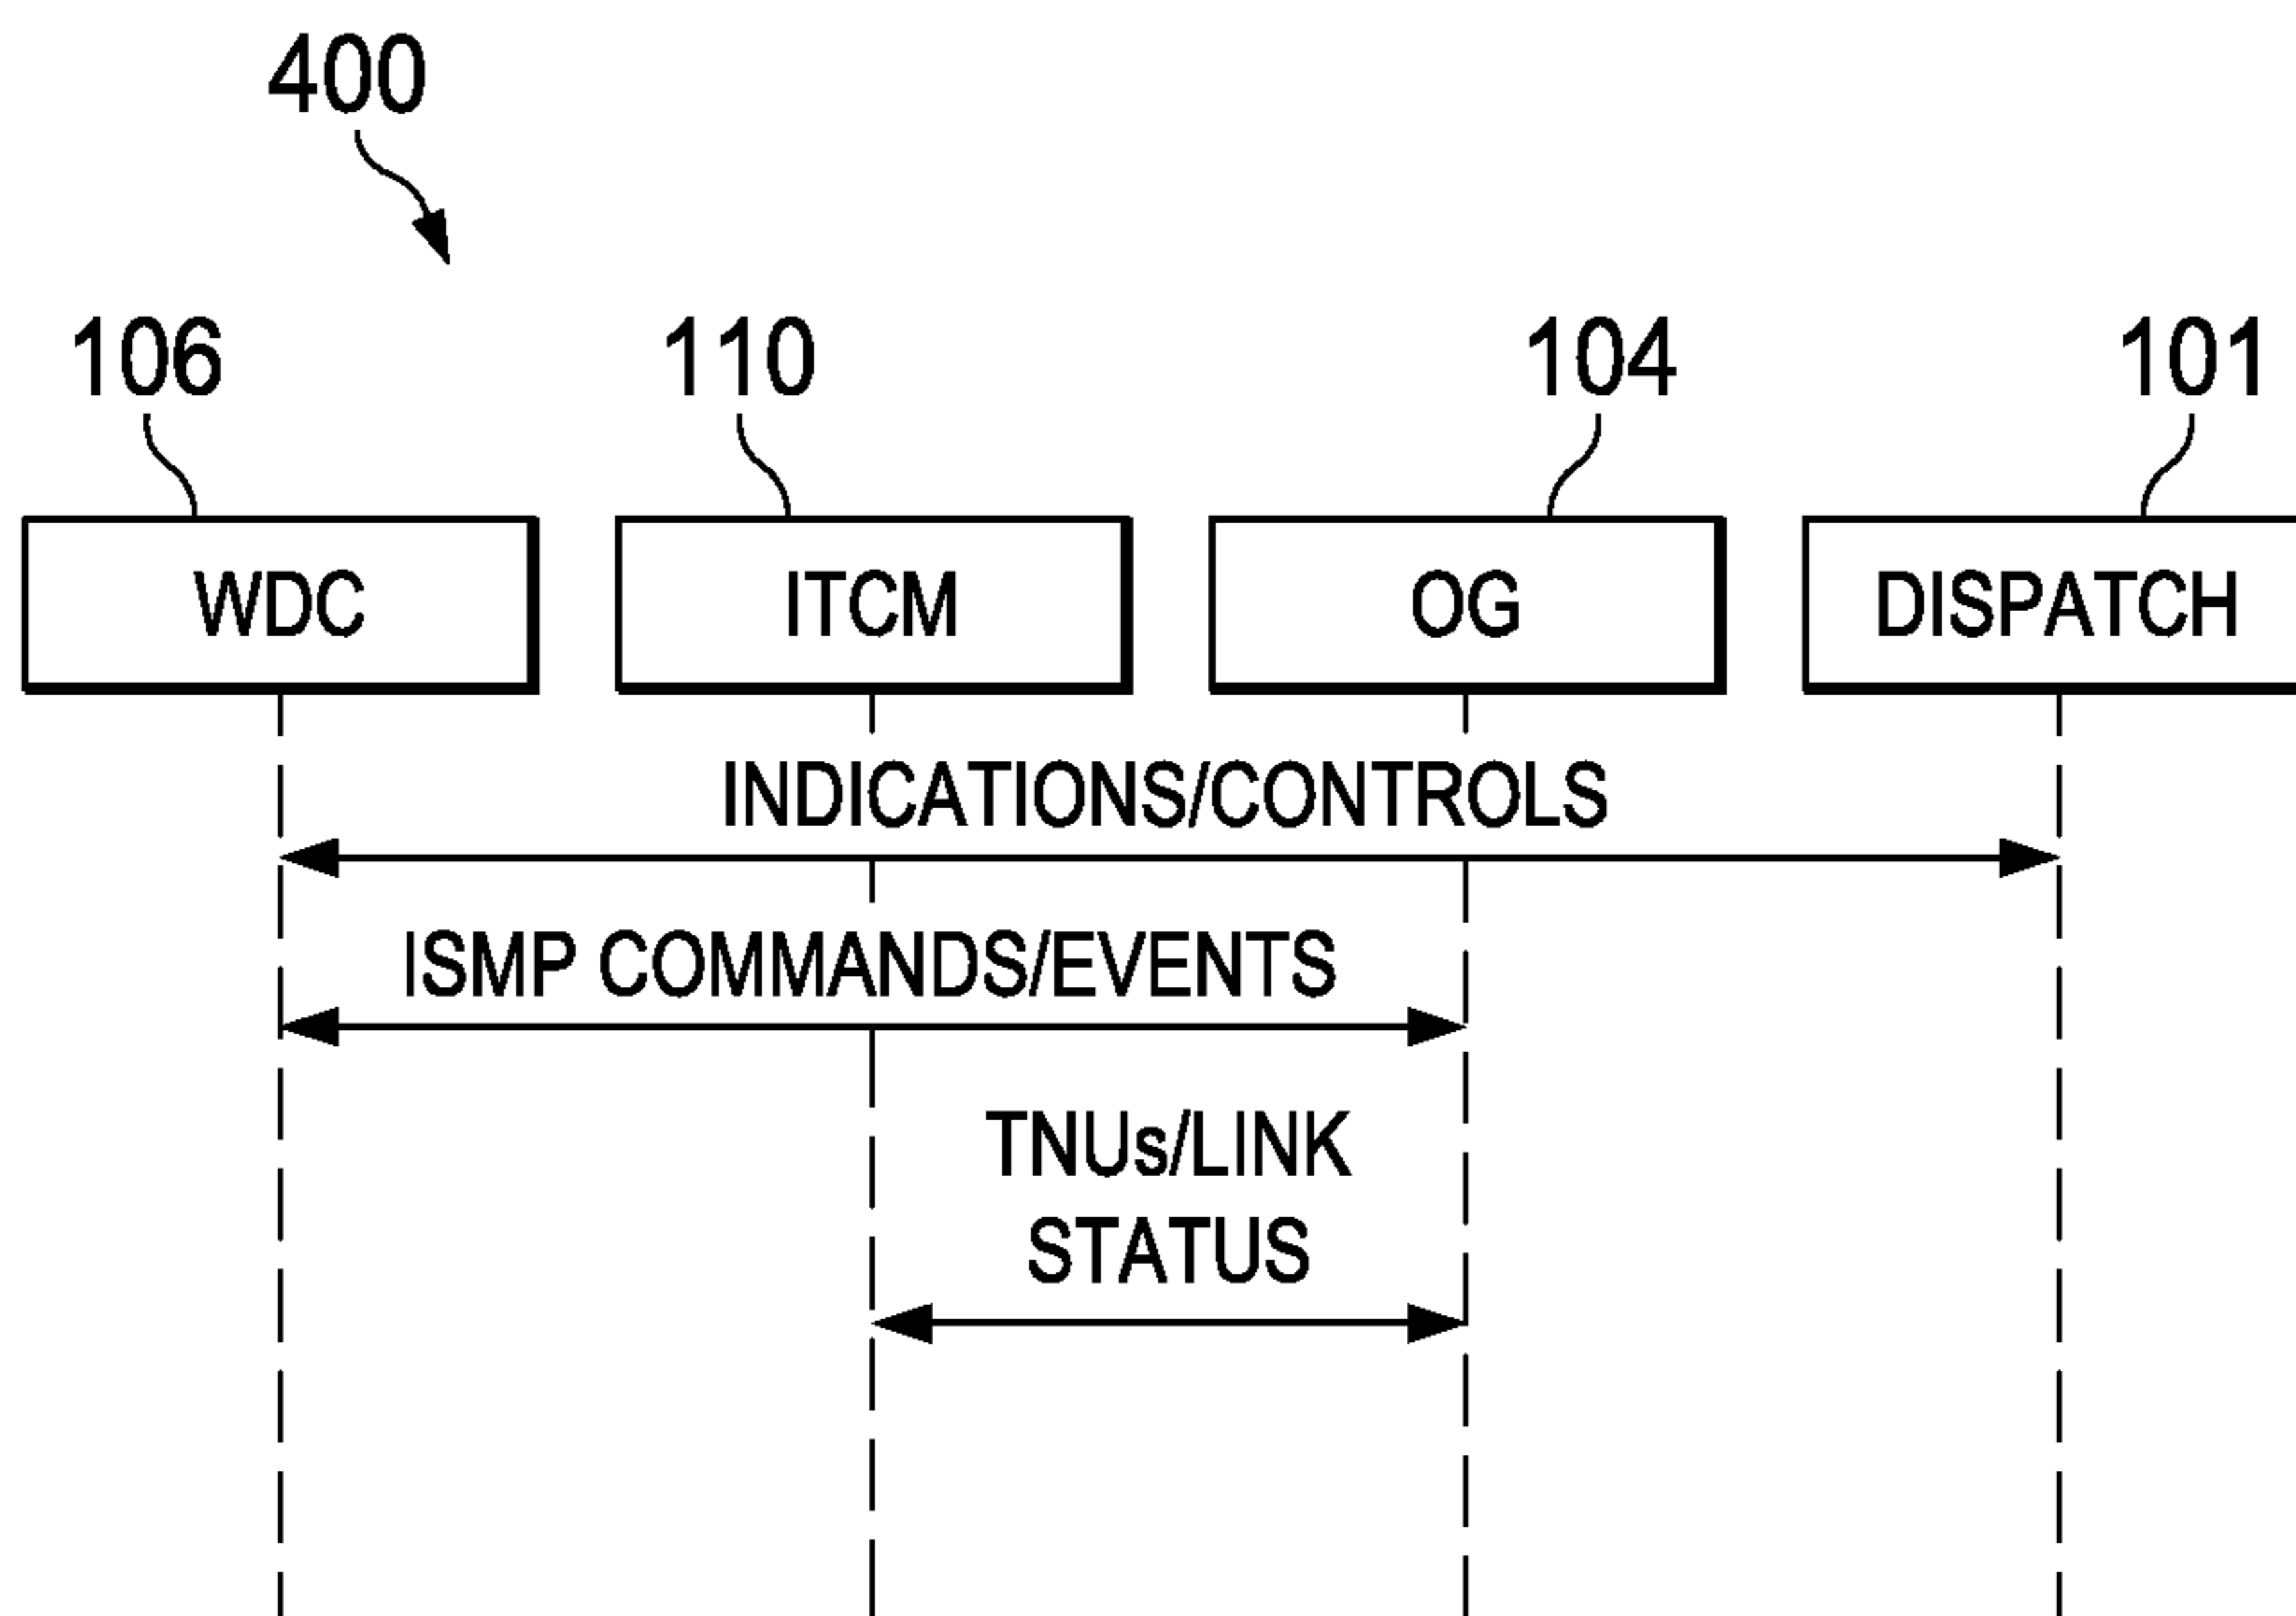 400
106 110 104 101
WDC ITCM OG DISPATCH
INDICATIONS/CONTROLS
ISMP COMMANDS/EVENTS
TNUs/LINK
STATUS